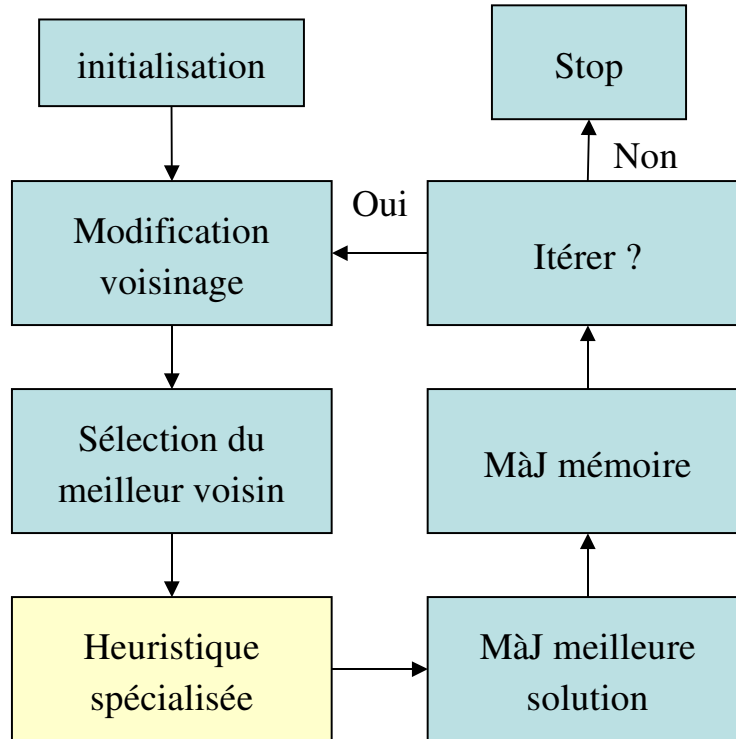 initialisation
Stop
Non
Oui
Modification
voisinage
Itérer ?
Sélection du
meilleur voisin
MàJ mémoire
Heuristique
spécialisée
MàJ meilleure
solution